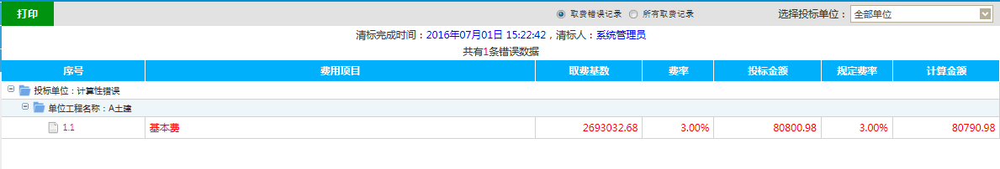 打印 取费错误记录 所有取费记录 选择投标单位： 全部单位
清标完成时间：2016年07月01日 15:22:42，清标人：系统管理员
共有1条错误数据
序号 费用项目 取费基数 费率 投标金额 规定费率 计算金额
投标单位：计算性错误
单位工程名称：A土建
1.1 基本费 2693032.68 3.00% 80800.98 3.00% 80790.98